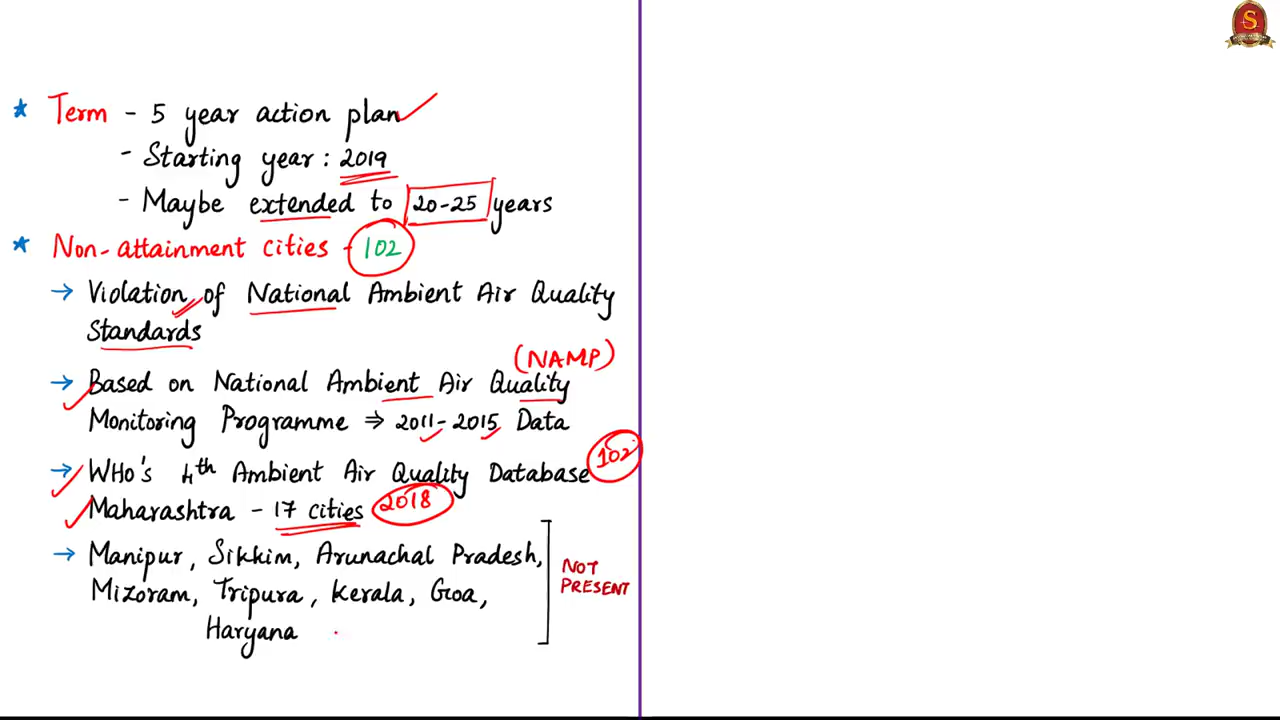 * Term - 5 year action plan
- Starting year : 2019
- Maybe extended to 20-25 years
* Non-attainment cities - 102
→ Violation of National Ambient Air Quality
Standards
(NAMP)
→ Based on National Ambient Air Quality
Monitoring Programme ⇒ 2011-2015 Data
→ WHO's 4th Ambient Air Quality Database 102
Maharashtra - 17 cities 2018
→ Manipur, Sikkim, Arunachal Pradesh,
Mizoram, Tripura, Kerala, Goa,
Haryana
NOT
PRESENT
S